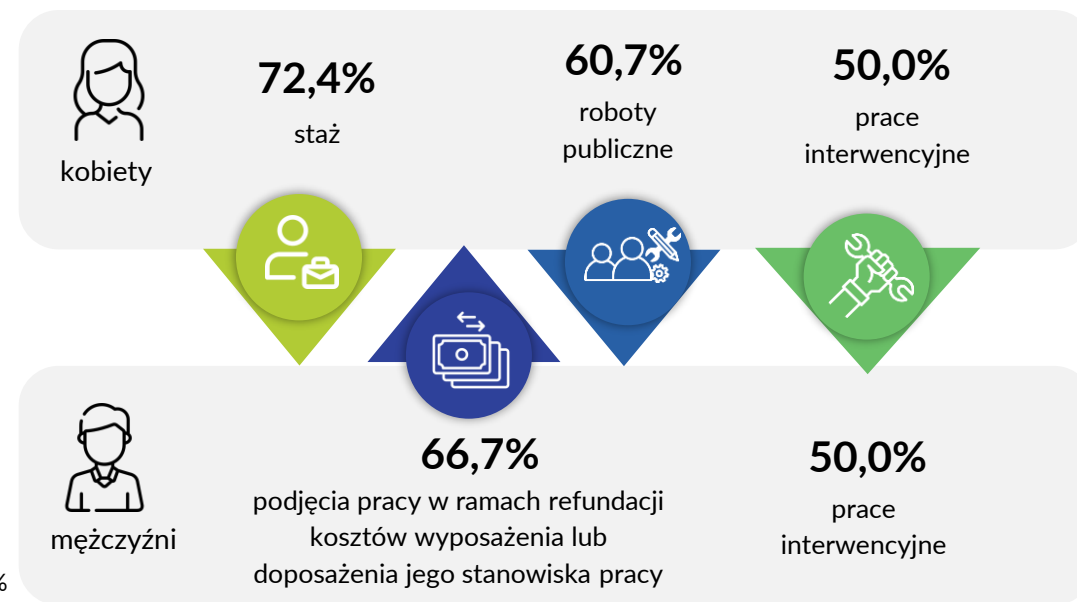 72,4%
staż
60,7%
roboty
publiczne
50,0%
prace
interwencyjne
kobiety
66,7%
podjęcia pracy w ramach refundacji
kosztów wyposażenia lub
doposażenia jego stanowiska pracy
50,0%
prace
interwencyjne
mężczyźni
%